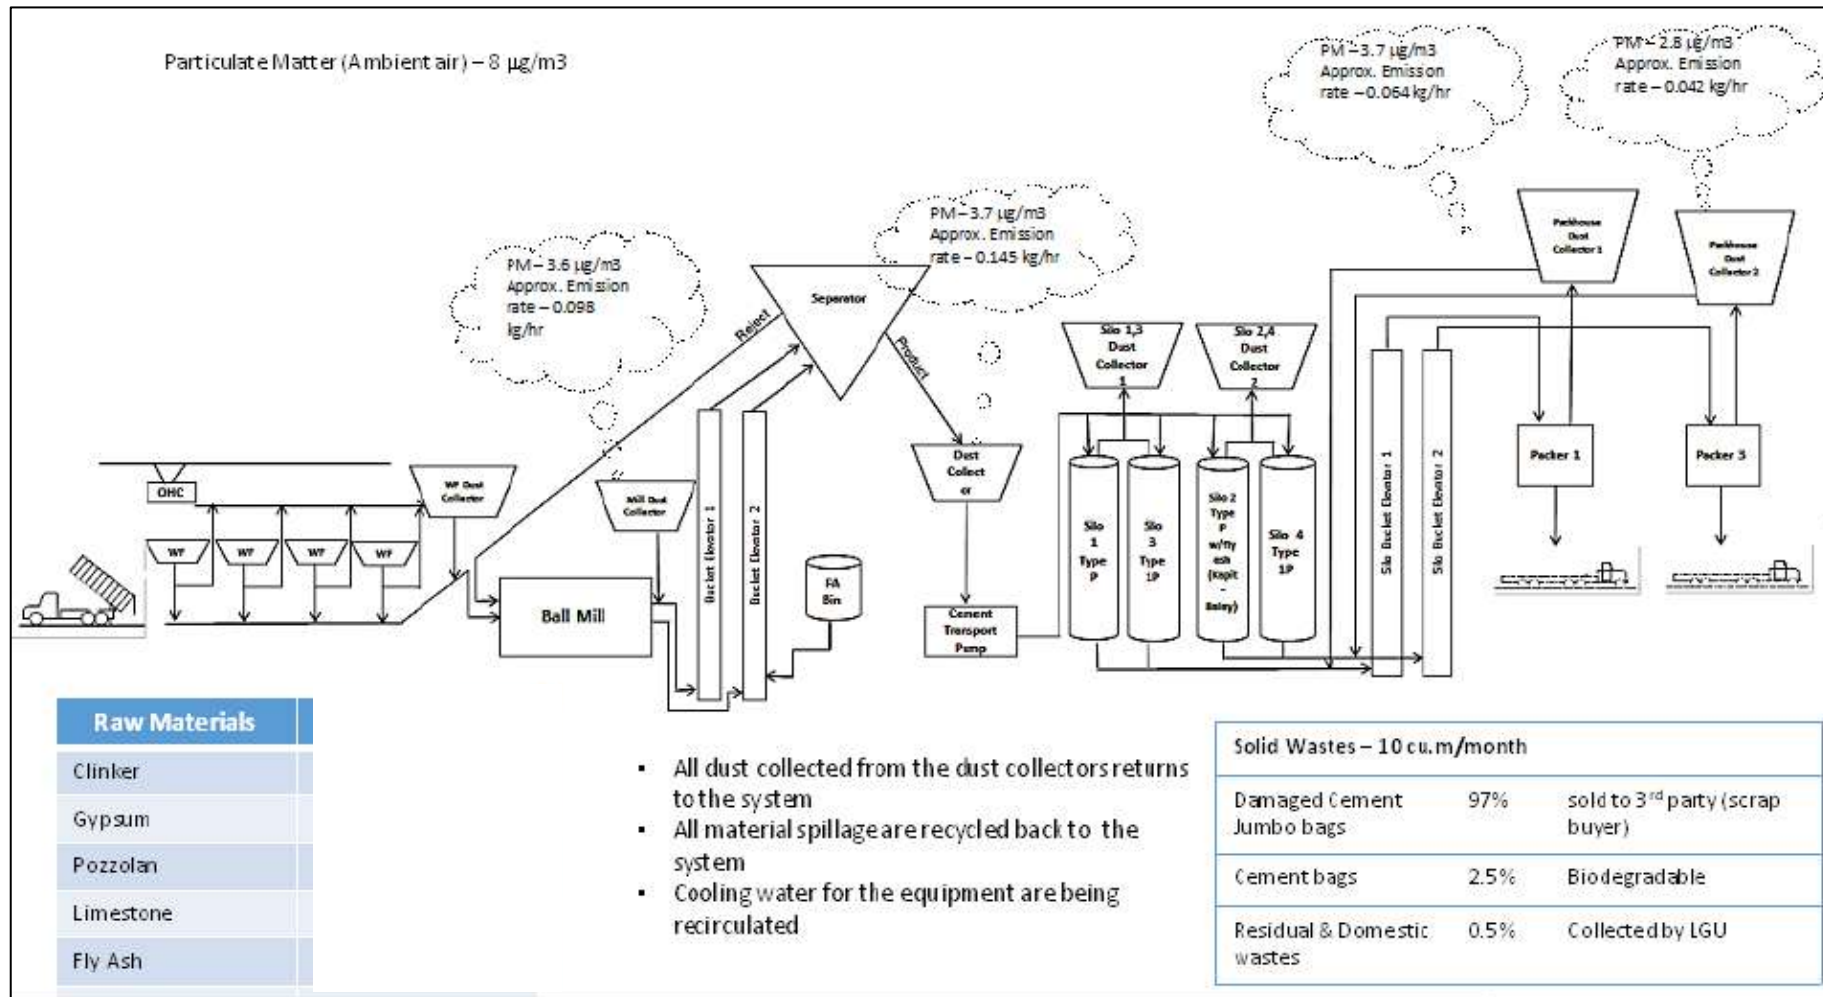 Particulate Matter (Ambient air) – 8 µg/m3
PM – 3.7 µg/m3
Approx. Emission
rate – 0.064 kg/hr
PM – 2.8 µg/m3
Approx. Emission
rate – 0.042 kg/hr
PM – 3.7 µg/m3
Approx. Emission
rate – 0.145 kg/hr
PM – 3.6 µg/m3
Approx. Emission
rate – 0.098
kg/hr
Packhouse
Dust
Collector 1
Packhouse
Dust
Collector 2
Separator
Reject
Product
Silo 1,3
Dust
Collector
1
Silo 2,4
Dust
Collector
2
OHC
WF Dust
Collector
Mill Dust
Collector
Dust
Collect
or
WF
WF
WF
WF
Ball Mill
Bucket Elevator 1
Bucket Elevator 2
FA
Bin
Cement
Transport
Pump
Silo
1
Type
P
Silo
3
Type
1P
Silo 2
Type
P
w/fly
ash
(Kapit
-
Silo 4
Type
1P
Silo Bucket Elevator 1
Silo Bucket Elevator 2
Packer 1
Packer 3
Raw Materials
Clinker
Gypsum
Pozzolan
Limestone
Fly Ash
▪ All dust collected from the dust collectors returns
to the system
▪ All material spillage are recycled back to the
system
▪ Cooling water for the equipment are being
recirculated
Solid Wastes – 10 cu.m/month
Damaged Cement 97% sold to 3rd party (scrap
Jumbo bags buyer)
Cement bags 2.5% Biodegradable
Residual & Domestic 0.5% Collected by LGU
wastes